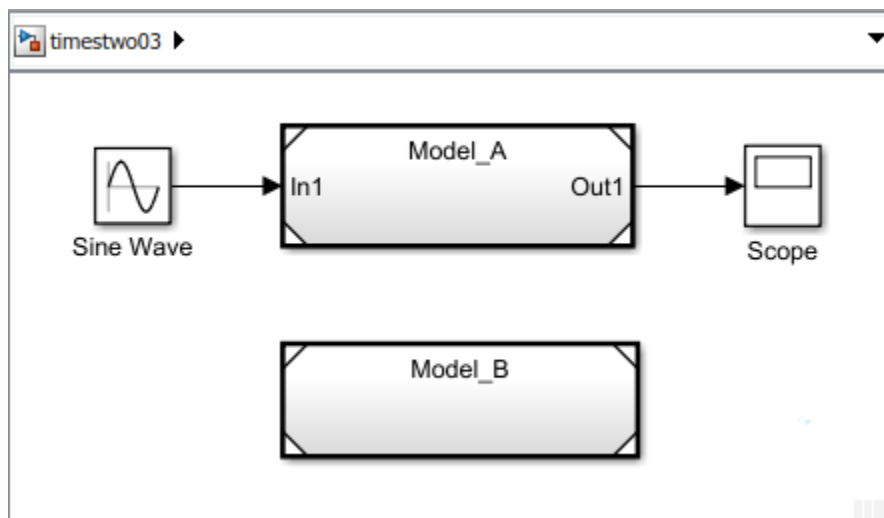 timestwo03
Model_A
In1
Out1
Sine Wave
Scope
Model_B